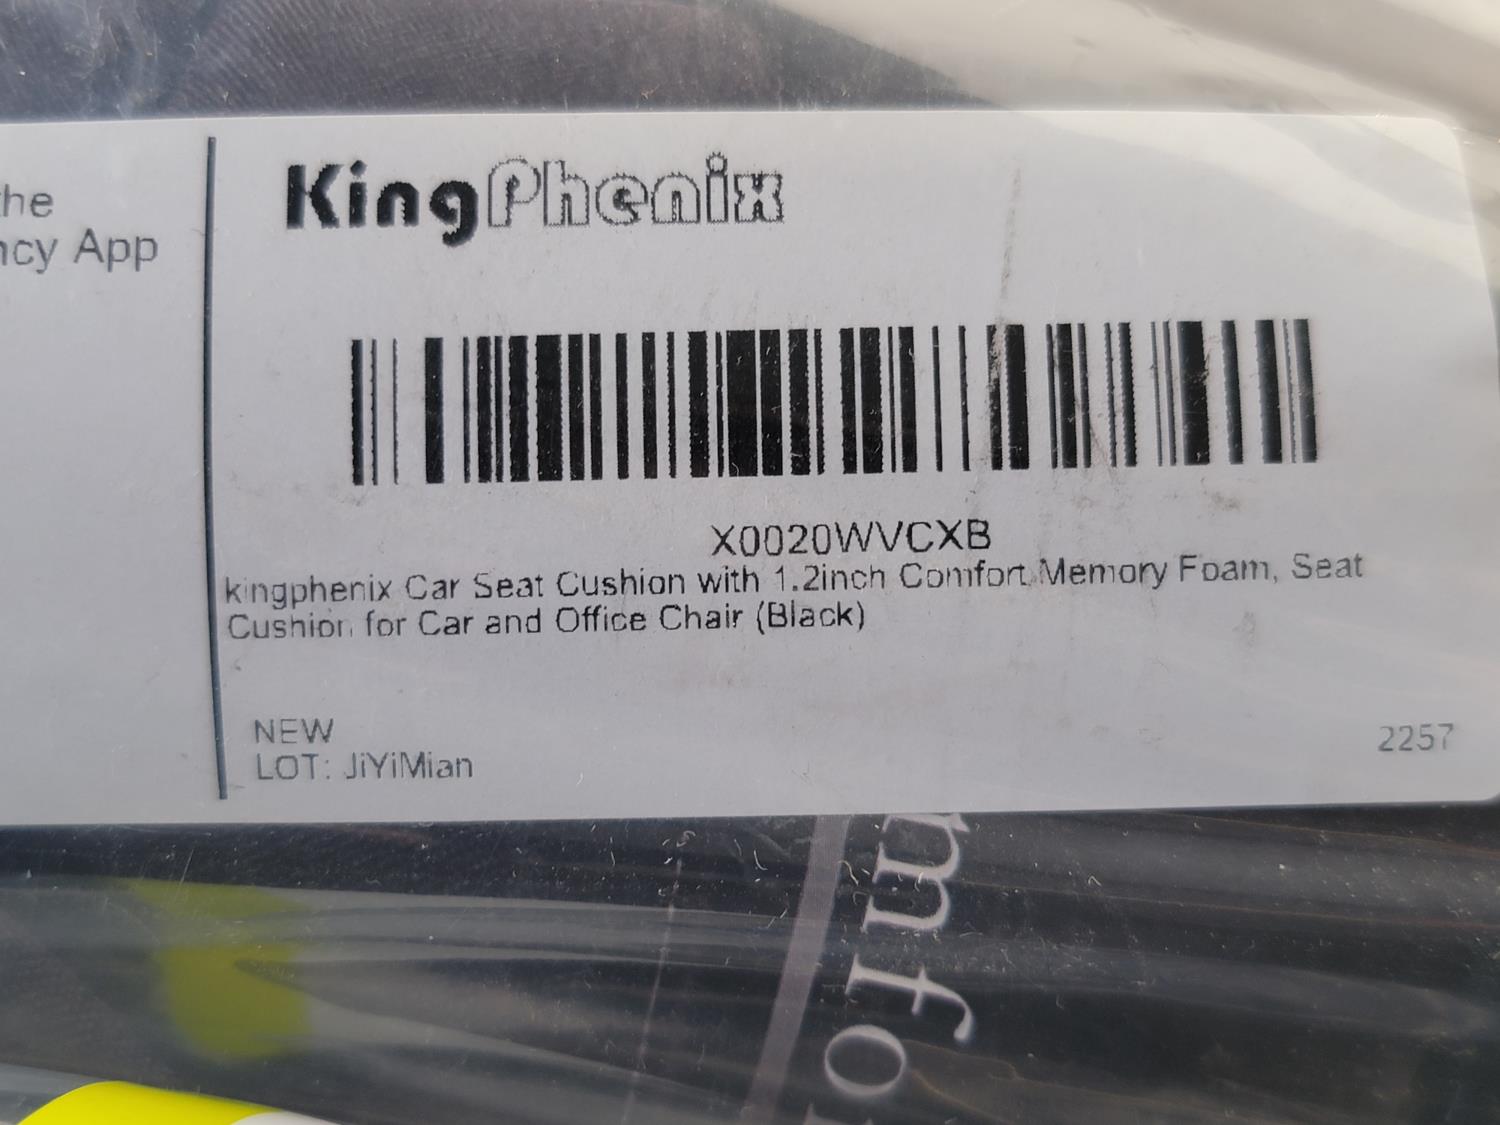 the
ncy App
KingPhenix
X0020WVCXB
kingphenix Car Seat Cushion with 1.2inch Comfort Memory Foam, Seat
Cushion for Car and Office Chair (Black)
NEW
LOT: JiYiMian
2257
mfo